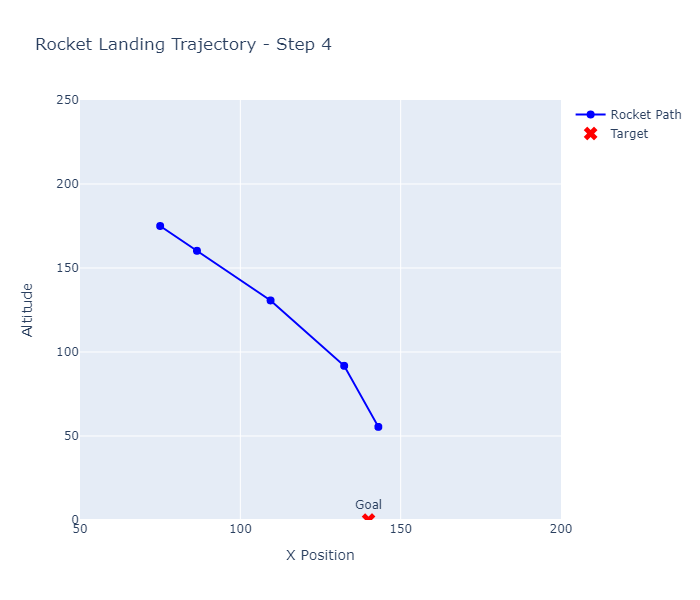 Rocket Landing Trajectory - Step 4
Rocket Path
Target
250
200
150
100
50
0
Altitude
Goal
50
100
150
200
X Position